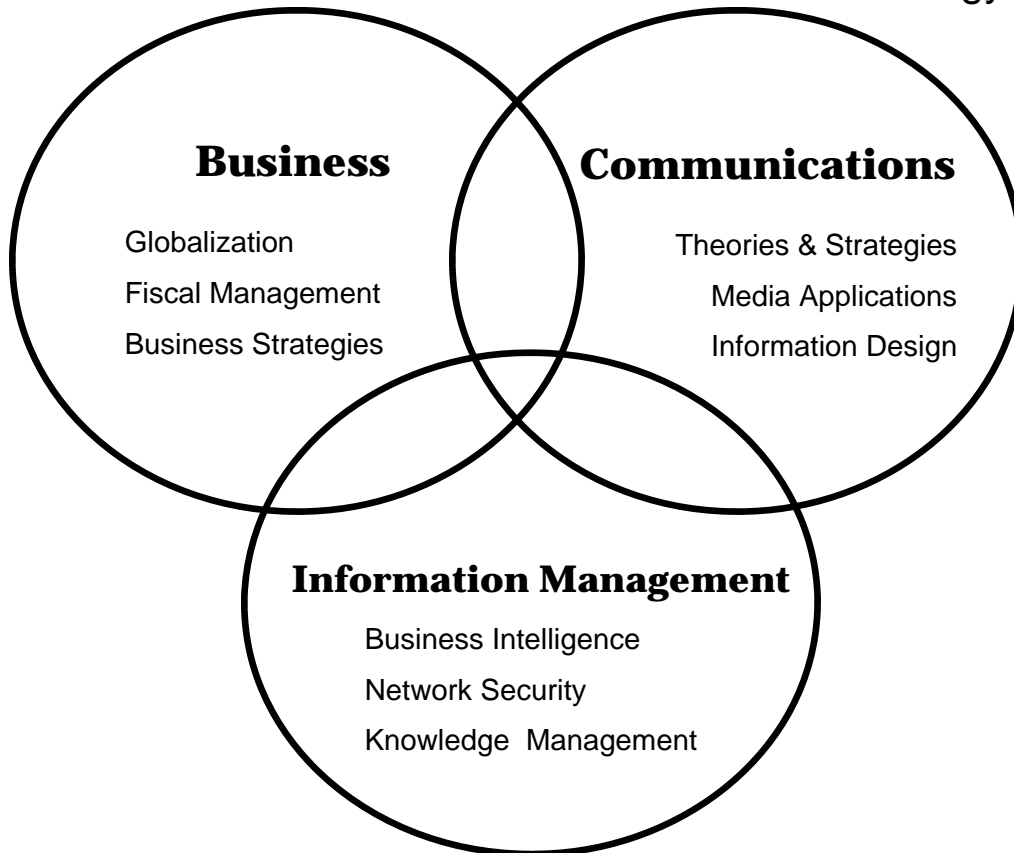 Business
Globalization
Fiscal Management
Business Strategies
Communications
Theories & Strategies
Media Applications
Information Design
Information Management
Business Intelligence
Network Security
Knowledge Management